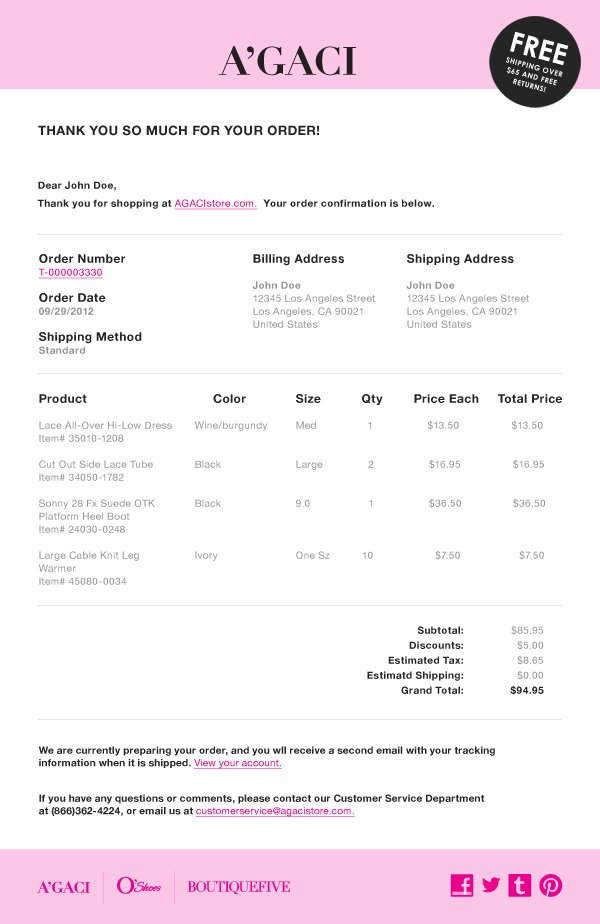 A'GACI
FREE
SHIPPING OVER
$65 AND FREE
RETURNS!
THANK YOU SO MUCH FOR YOUR ORDER!
Dear John Doe,
Thank you for shopping at AGACIstore.com. Your order confirmation is below.
Order Number
T-000003330
Order Date
09/29/2012
Shipping Method
Standard
Billing Address
John Doe
12345 Los Angeles Street
Los Angeles, CA 90021
United States
Shipping Address
John Doe
12345 Los Angeles Street
Los Angeles, CA 90021
United States
Product Color Size Qty Price Each Total Price
Lace All-Over Hi-Low Dress Wine/burgundy Med 1 $13.50 $13.50
Item# 35010-1208
Cut Out Side Lace Tube Black Large 2 $16.95 $16.95
Item# 34050-1782
Sonny 28 Fx Suede OTK Black 9.0 1 $36.50 $36.50
Platform Heel Boot
Item# 24030-0248
Large Cable Knit Leg Ivory One Sz 10 $7.50 $7.50
Warmer
Item# 45080-0034
Subtotal: $85.95
Discounts: $5.00
Estimated Tax: $8.65
Estimatd Shipping: $0.00
Grand Total: $94.95
We are currently preparing your order, and you wll receive a second email with your tracking
information when it is shipped. View your account.
If you have any questions or comments, please contact our Customer Service Department
at (866)362-4224, or email us at customerservice@agacistore.com.
A'GACI O'Shoes BOUTIQUEFIVE